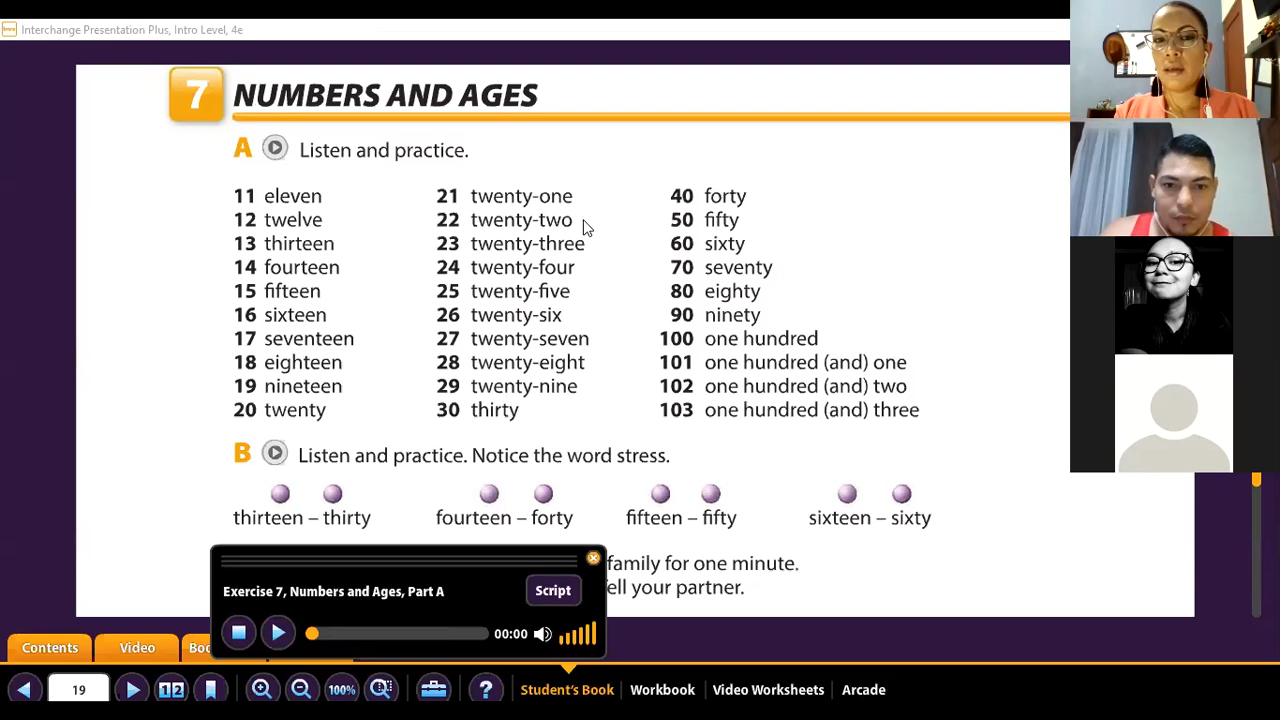 Interchange Presentation Plus, Intro Level, 4e
7 NUMBERS AND AGES
A Listen and practice.
11 eleven 21 twenty-one 40 forty
12 twelve 22 twenty-two 50 fifty
13 thirteen 23 twenty-three 60 sixty
14 fourteen 24 twenty-four 70 seventy
15 fifteen 25 twenty-five 80 eighty
16 sixteen 26 twenty-six 90 ninety
17 seventeen 27 twenty-seven 100 one hundred
18 eighteen 28 twenty-eight 101 one hundred (and) one
19 nineteen 29 twenty-nine 102 one hundred (and) two
20 twenty 30 thirty 103 one hundred (and) three
B Listen and practice. Notice the word stress.
thirteen – thirty fourteen – forty fifteen – fifty sixteen – sixty
family for one minute.
ell your partner.
Exercise 7, Numbers and Ages, Part A Script
00:00
Contents Video Boo
19 12 100% ? Student's Book Workbook Video Worksheets Arcade